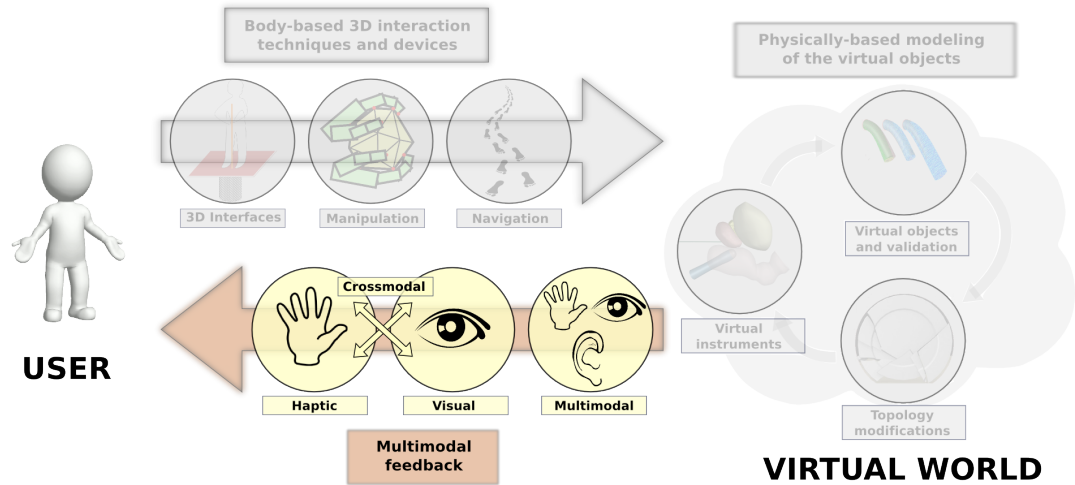 Body-based 3D interaction
techniques and devices
Physically-based modeling
of the virtual objects
3D Interfaces
Manipulation
Navigation
Virtual objects
and validation
Crossmodal
Virtual
instruments
USER
Haptic
Visual
Multimodal
Topology
modifications
Multimodal
feedback
VIRTUAL WORLD